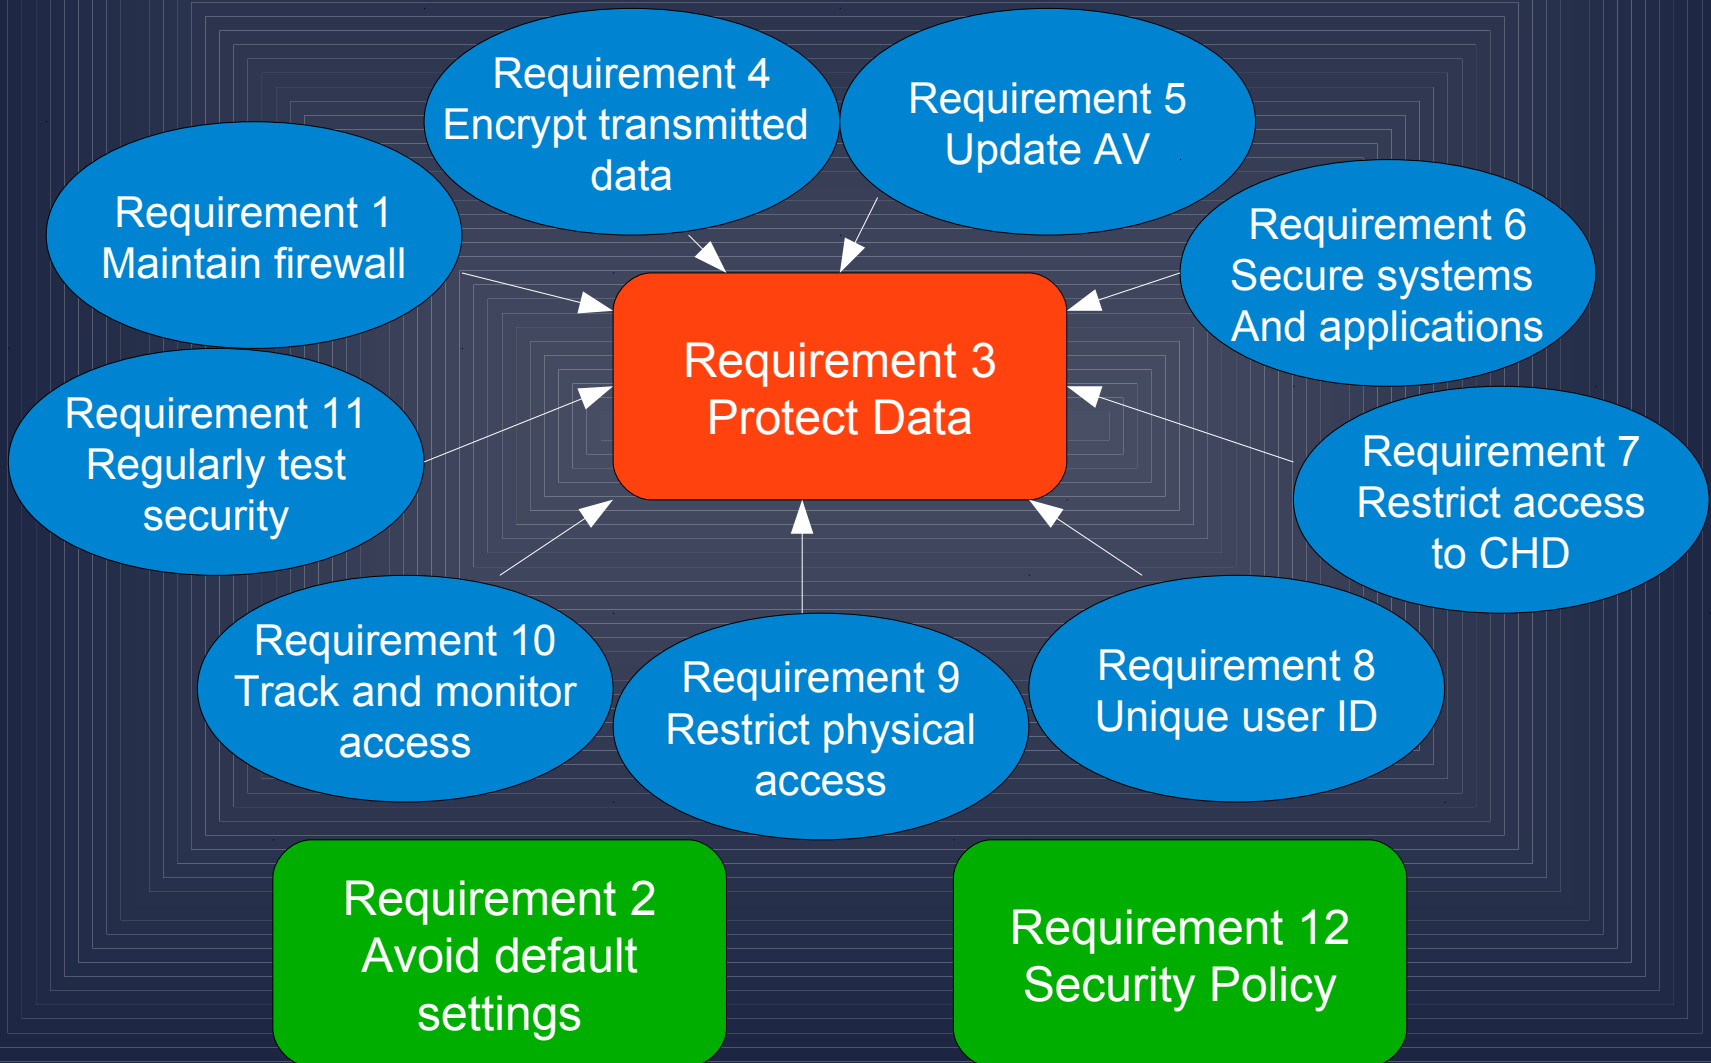 Requirement 4
Encrypt transmitted
data
Requirement 5
Update AV
Requirement 1
Maintain firewall
Requirement 6
Secure systems
And applications
Requirement 3
Protect Data
Requirement 11
Regularly test
security
Requirement 7
Restrict access
to CHD
Requirement 10
Track and monitor
access
Requirement 9
Restrict physical
access
Requirement 8
Unique user ID
Requirement 2
Avoid default
settings
Requirement 12
Security Policy